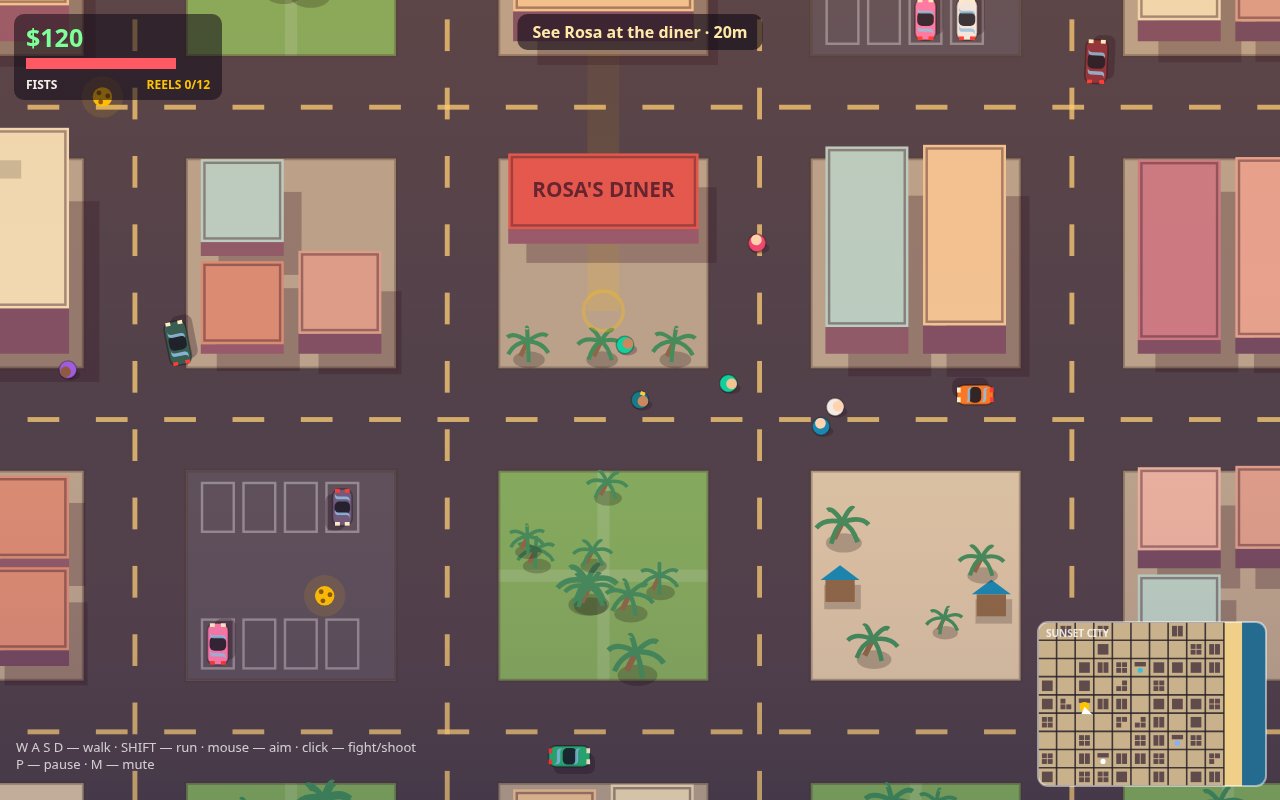 $120
FISTS REELS 0/12
See Rosa at the diner · 20m
ROSA'S DINER
SUNSET CITY
W A S D — walk · SHIFT — run · mouse — aim · click — fight/shoot
P — pause · M — mute